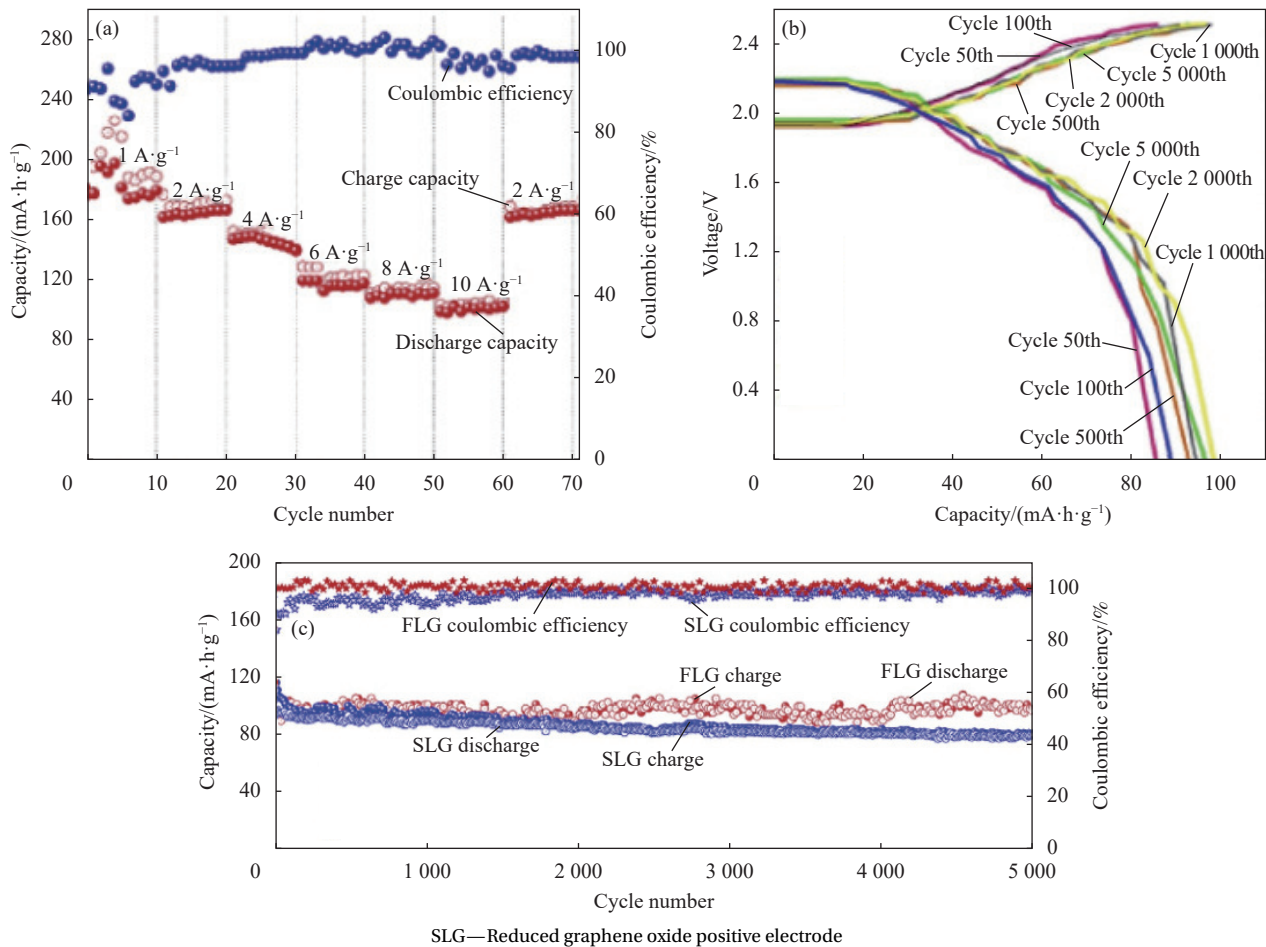 (a)
280
240
200
160
120
80
40
0
Capacity/(mA·h·g⁻¹)
100
80
60
40
20
0
Coulombic efficiency/%
10
20
30
40
50
60
70
Cycle number
Coulombic efficiency
1 A·g⁻¹
2 A·g⁻¹
4 A·g⁻¹
6 A·g⁻¹
8 A·g⁻¹
10 A·g⁻¹
2 A·g⁻¹
Charge capacity
Discharge capacity
(b)
2.4
2.0
1.6
1.2
0.8
0.4
Voltage/V
0
20
40
60
80
100
Capacity/(mA·h·g⁻¹)
Cycle 100th
Cycle 50th
Cycle 1 000th
Cycle 5 000th
Cycle 2 000th
Cycle 500th
Cycle 5 000th
Cycle 2 000th
Cycle 1 000th
Cycle 50th
Cycle 100th
Cycle 500th
(c)
200
160
120
80
40
0
Capacity/(mA·h·g⁻¹)
100
80
60
40
20
0
Coulombic efficiency/%
1 000
2 000
3 000
4 000
5 000
Cycle number
FLG coulombic efficiency
SLG coulombic efficiency
FLG charge
FLG discharge
SLG discharge
SLG charge
SLG—Reduced graphene oxide positive electrode